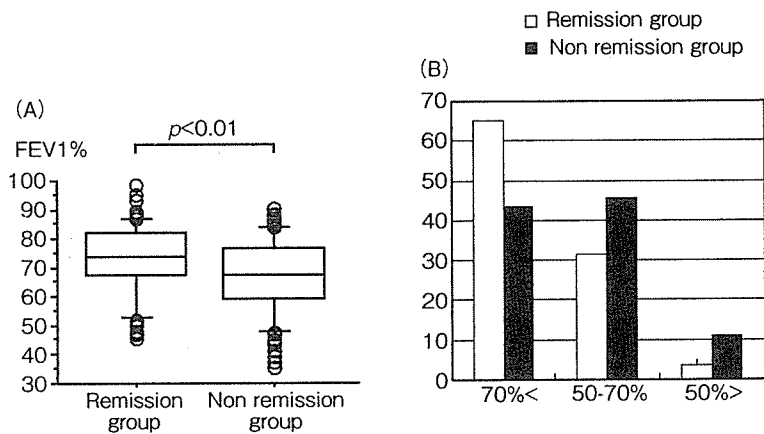 Remission group
Non remission group
(A)
p<0.01
FEV1%
100
90
80
70
60
50
40
30
Remission group
Non remission group
(B)
70
60
50
40
30
20
10
0
70%<
50-70%
50%>